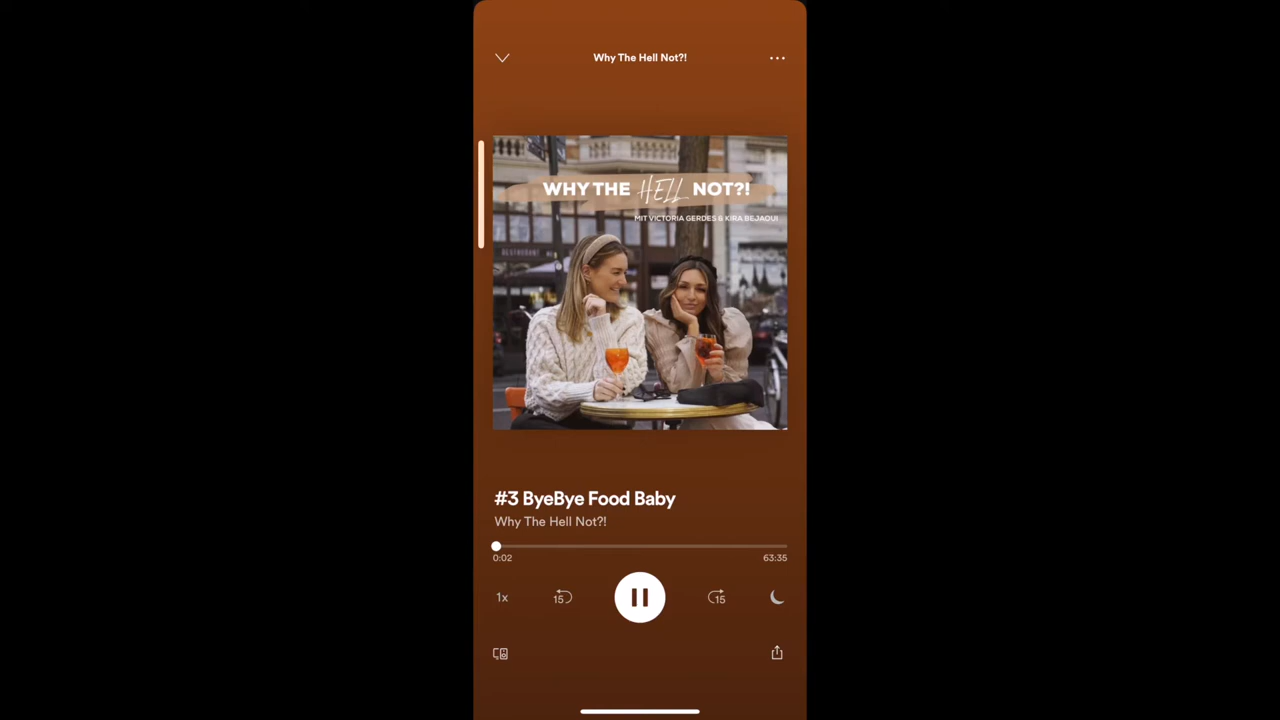 Why The Hell Not?!
WHY THE HELL NOT?!
MIT VICTORIA GERDES & KIRA BEJAOUI
RESTAURANT
#3 ByeBye Food Baby
Why The Hell Not?!
0:02
63:35
1x
15
15